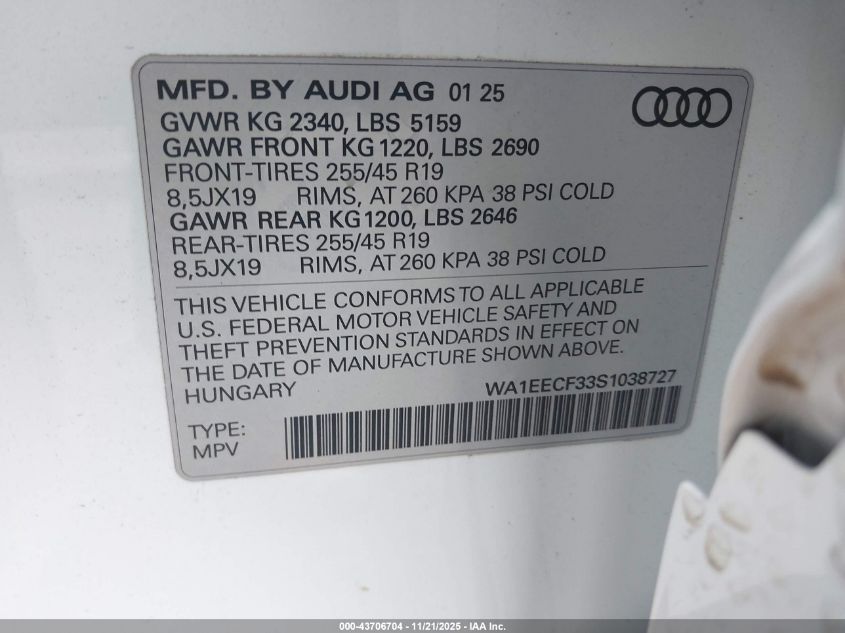 MFD. BY AUDI AG 01 25
GVWR KG 2340, LBS 5159
GAWR FRONT KG 1220, LBS 2690
FRONT-TIRES 255/45 R19
8,5JX19 RIMS, AT 260 KPA 38 PSI COLD
GAWR REAR KG 1200, LBS 2646
REAR-TIRES 255/45 R19
8,5JX19 RIMS, AT 260 KPA 38 PSI COLD
THIS VEHICLE CONFORMS TO ALL APPLICABLE
U.S. FEDERAL MOTOR VEHICLE SAFETY AND
THEFT PREVENTION STANDARDS IN EFFECT ON
THE DATE OF MANUFACTURE SHOWN ABOVE.
HUNGARY WA1EECF33S1038727
TYPE:
MPV
000-43706704 - 11/21/2025 - IAA Inc.